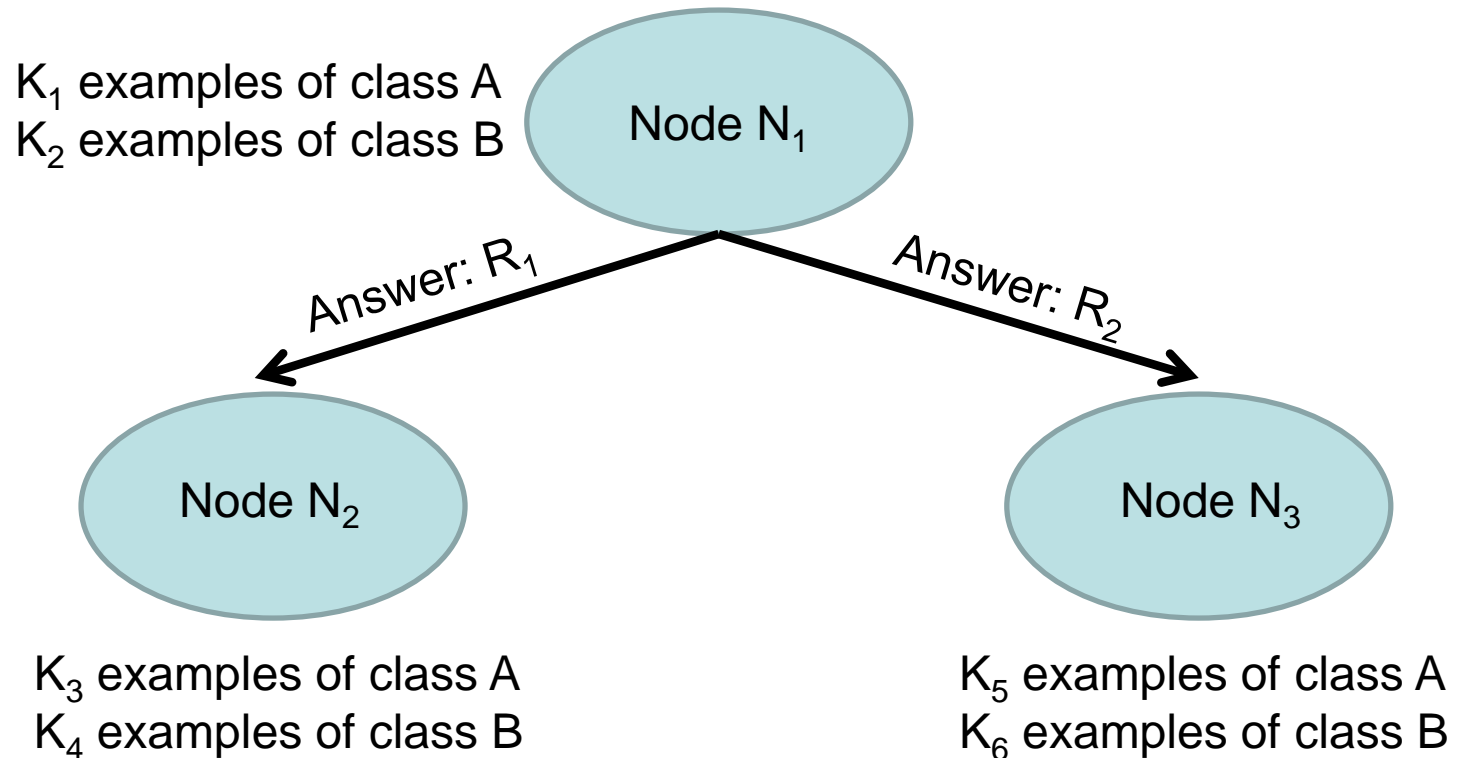 K₁ examples of class A
K₂ examples of class B
Node N₁
Answer: R₁
Answer: R₂
Node N₂
Node N₃
K₃ examples of class A
K₄ examples of class B
K₅ examples of class A
K₆ examples of class B